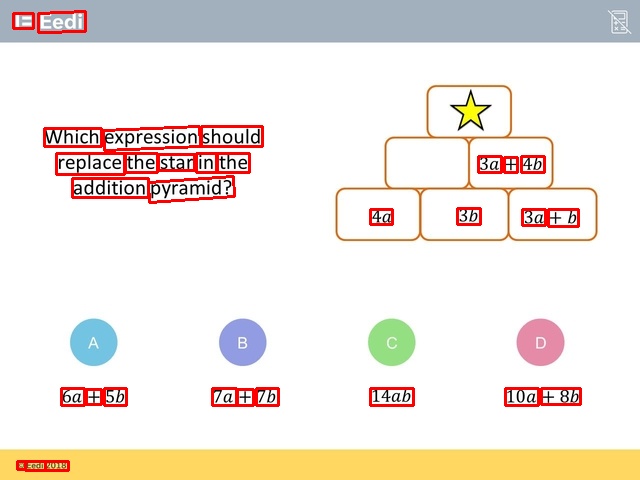 Eedi
Which expression should
replace the star in the
addition pyramid?
3a + 4b
4a
3b
3a + b
A
B
C
D
6a + 5b
7a + 7b
14ab
10a + 8b
© Eedi 2018